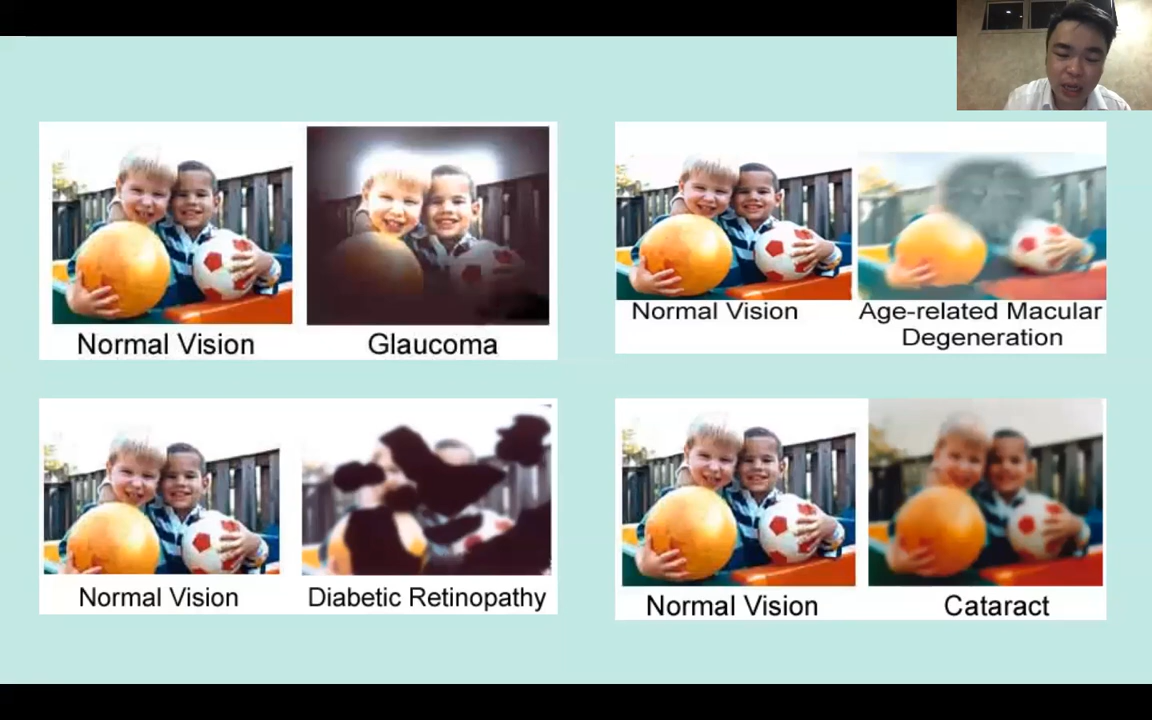 Normal Vision
Glaucoma
Normal Vision
Age-related Macular
Degeneration
Normal Vision
Diabetic Retinopathy
Normal Vision
Cataract